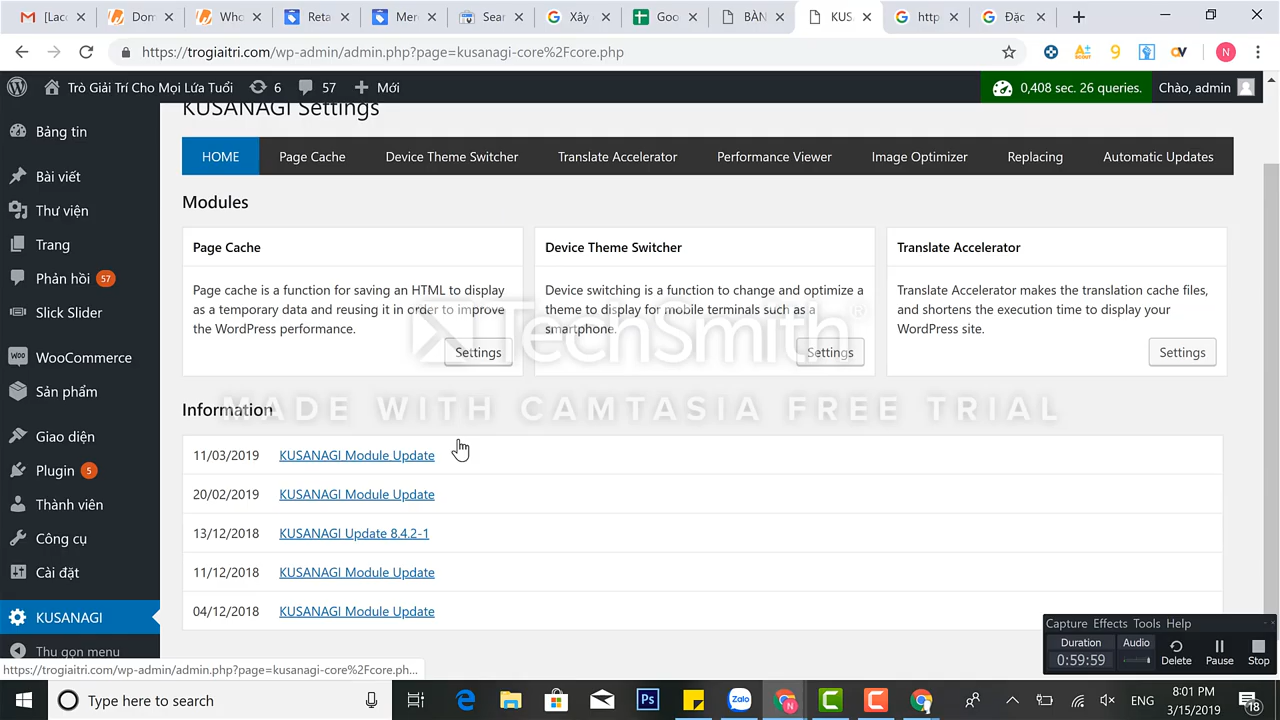 [Lac
Dom
Who
Reta
Mer
Sear
Xây
Goo
BÀN
KUS
http
Đặc
https://trogiaitri.com/wp-admin/admin.php?page=kusanagi-core%2Fcore.php
N
Trò Giải Trí Cho Mọi Lứa Tuổi
6
57
Mới
0,408 sec. 26 queries.
Chào, admin
KUSANAGI Settings
Bảng tin
Bài viết
Thư viện
Trang
Phản hồi 57
Slick Slider
WooCommerce
Sản phẩm
Giao diện
Plugin 5
Thành viên
Công cụ
Cài đặt
KUSANAGI
Thu gọn menu
HOME
Page Cache
Device Theme Switcher
Translate Accelerator
Performance Viewer
Image Optimizer
Replacing
Automatic Updates
Modules
Page Cache
Page cache is a function for saving an HTML to display
as a temporary data and reusing it in order to improve
the WordPress performance.
Settings
Device Theme Switcher
Device switching is a function to change and optimize a
theme to display for mobile terminals such as a
smartphone.
Settings
Translate Accelerator
Translate Accelerator makes the translation cache files,
and shortens the execution time to display your
WordPress site.
Settings
TechSmith®
MADE WITH CAMTASIA FREE TRIAL
Information
11/03/2019 KUSANAGI Module Update
20/02/2019 KUSANAGI Module Update
13/12/2018 KUSANAGI Update 8.4.2-1
11/12/2018 KUSANAGI Module Update
04/12/2018 KUSANAGI Module Update
Capture Effects Tools Help
Duration
0:59:59
Audio
Delete
Pause
Stop
https://trogiaitri.com/wp-admin/admin.php?page=kusanagi-core%2Fcore.ph...
Type here to search
Ps
Zalo
N
ENG
8:01 PM
3/15/2019
18